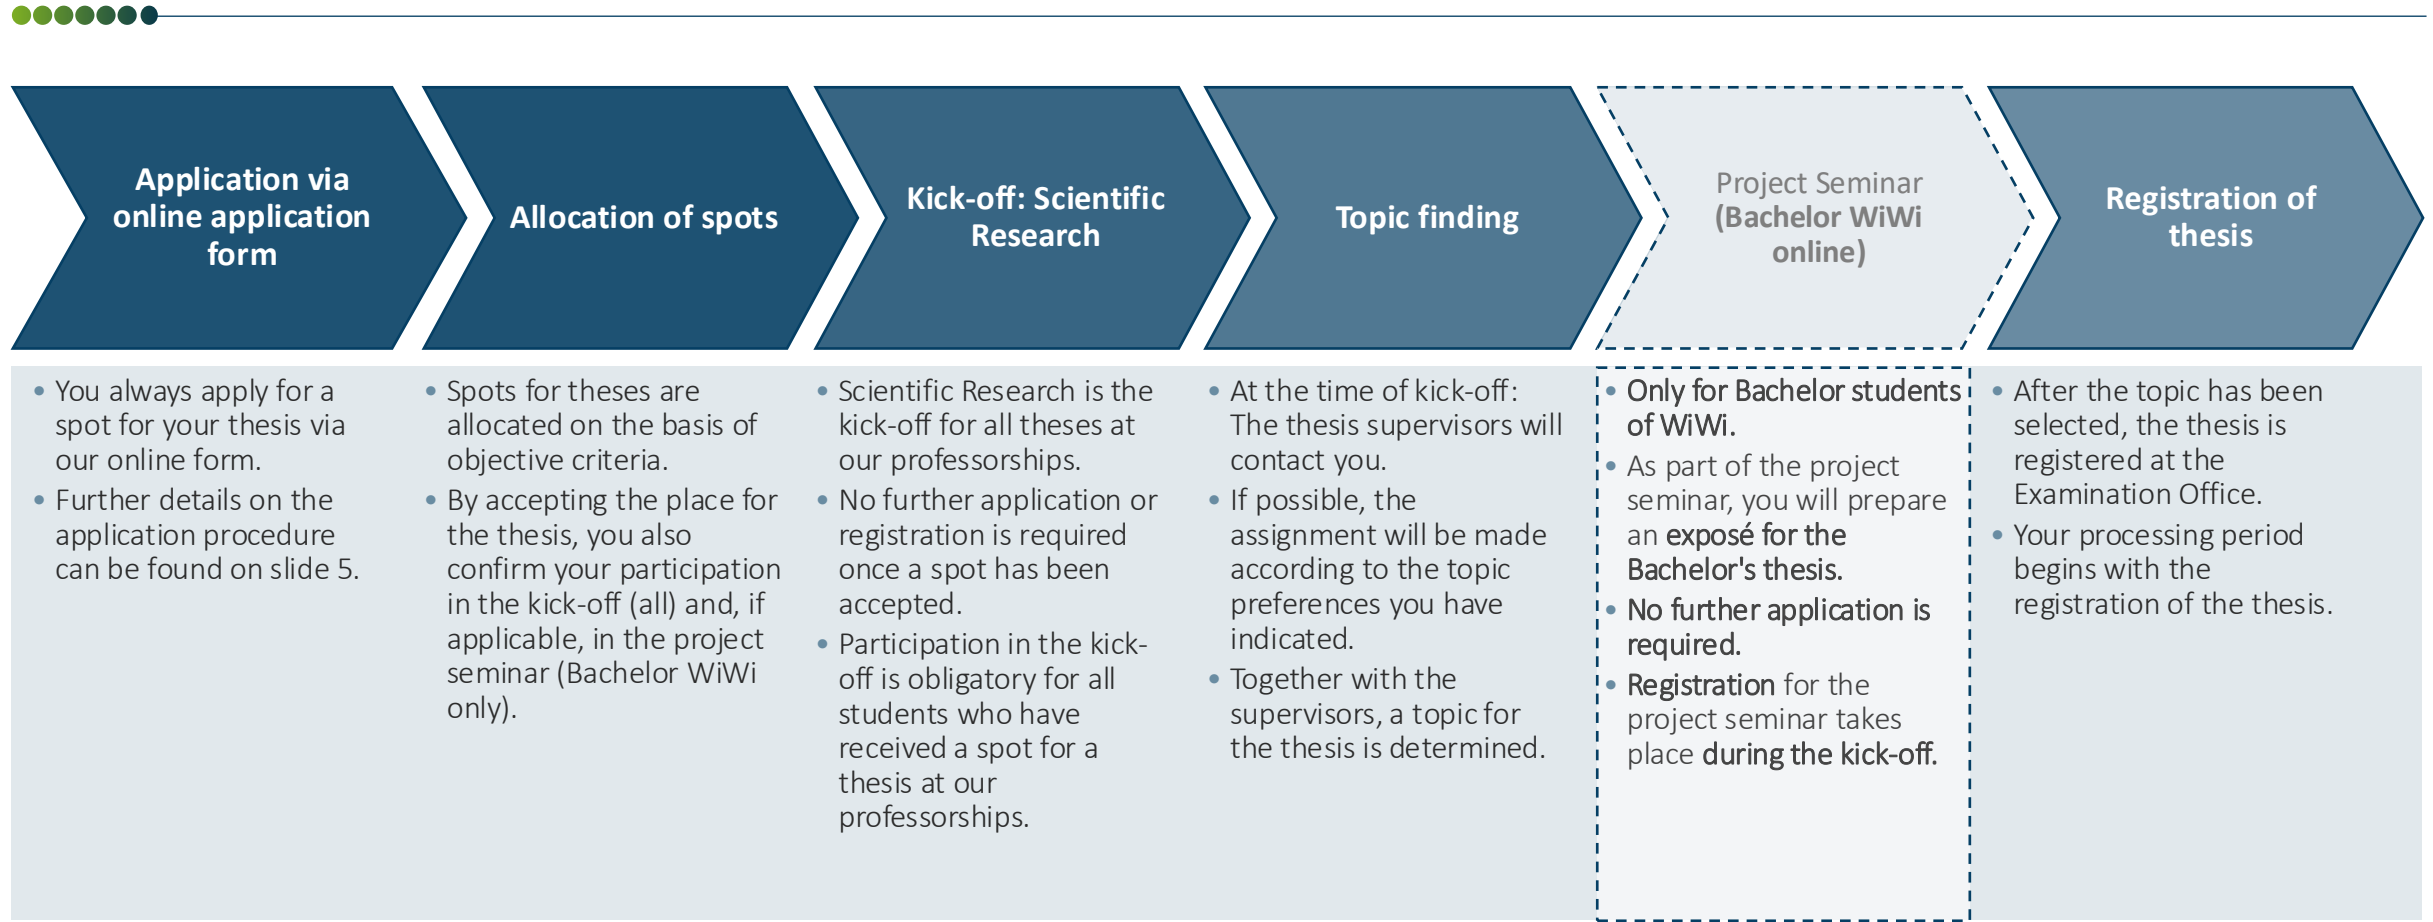 Application via
online application
form
Allocation of spots
Kick-off: Scientific
Research
Topic finding
Project Seminar
(Bachelor WiWi
online)
Registration of
thesis
• You always apply for a
spot for your thesis via
our online form.
• Further details on the
application procedure
can be found on slide 5.
• Spots for theses are
allocated on the basis of
objective criteria.
• By accepting the place for
the thesis, you also
confirm your participation
in the kick-off (all) and, if
applicable, in the project
seminar (Bachelor WiWi
only).
• Scientific Research is the
kick-off for all theses at
our professorships.
• No further application or
registration is required
once a spot has been
accepted.
• Participation in the kick-
off is obligatory for all
students who have
received a spot for a
thesis at our
professorships.
• At the time of kick-off:
The thesis supervisors will
contact you.
• If possible, the
assignment will be made
according to the topic
preferences you have
indicated.
• Together with the
supervisors, a topic for
the thesis is determined.
• Only for Bachelor students
of WiWi.
• As part of the project
seminar, you will prepare
an exposé for the
Bachelor's thesis.
• No further application is
required.
• Registration for the
project seminar takes
place during the kick-off.
• After the topic has been
selected, the thesis is
registered at the
Examination Office.
• Your processing period
begins with the
registration of the thesis.